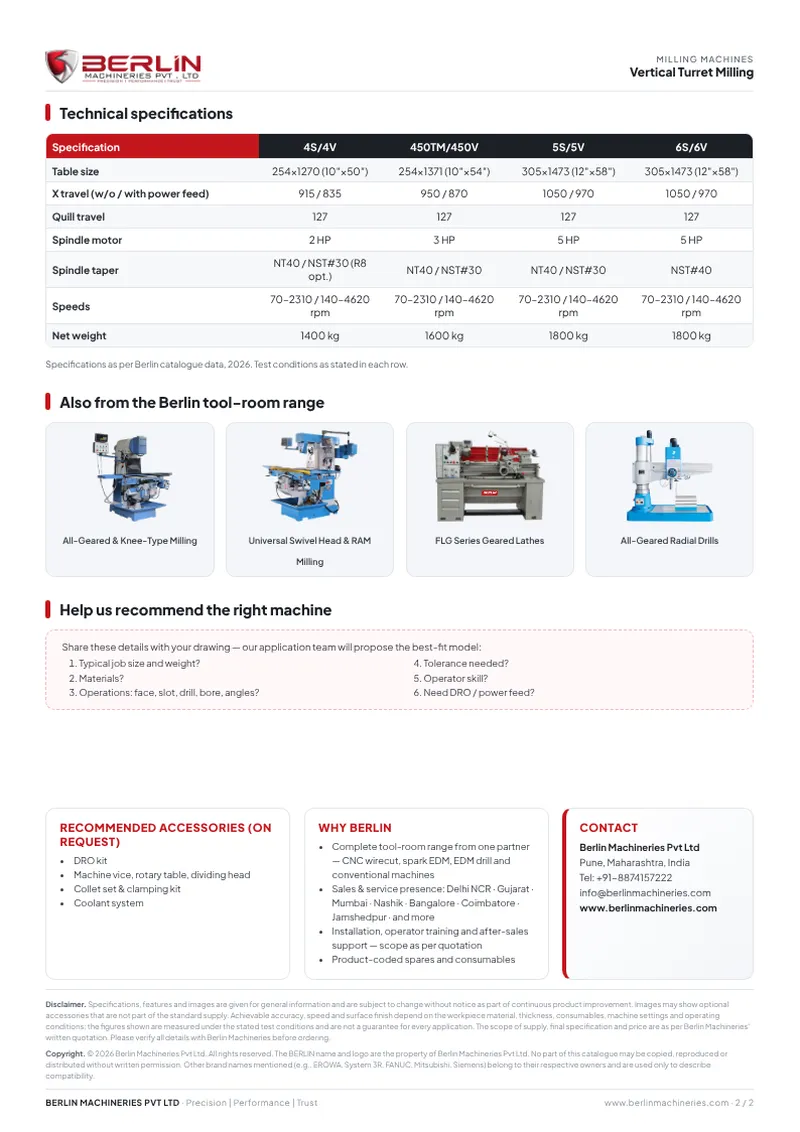 BERLIN
MACHINERIES PVT. LTD
PRECISION | PERFORMANCE | TRUST
MILLING MACHINES
Vertical Turret Milling
Technical specifications
Specification 4S/4V 450TM/450V 5S/5V 6S/6V
Table size 254×1270 (10"×50") 254×1371 (10"×54") 305×1473 (12"×58") 305×1473 (12"×58")
X travel (w/o / with power feed) 915 / 835 950 / 870 1050 / 970 1050 / 970
Quill travel 127 127 127 127
Spindle motor 2 HP 3 HP 5 HP 5 HP
Spindle taper NT40 / NST#30 (R8 opt.) NT40 / NST#30 NT40 / NST#30 NST#40
Speeds 70–2310 / 140–4620 rpm 70–2310 / 140–4620 rpm 70–2310 / 140–4620 rpm 70–2310 / 140–4620 rpm
Net weight 1400 kg 1600 kg 1800 kg 1800 kg
Specifications as per Berlin catalogue data, 2026. Test conditions as stated in each row.
Also from the Berlin tool-room range
All-Geared & Knee-Type Milling
Universal Swivel Head & RAM
Milling
FLG Series Geared Lathes
All-Geared Radial Drills
Help us recommend the right machine
Share these details with your drawing — our application team will propose the best-fit model:
1. Typical job size and weight?
2. Materials?
3. Operations: face, slot, drill, bore, angles?
4. Tolerance needed?
5. Operator skill?
6. Need DRO / power feed?
RECOMMENDED ACCESSORIES (ON
REQUEST)
• DRO kit
• Machine vice, rotary table, dividing head
• Collet set & clamping kit
• Coolant system
WHY BERLIN
• Complete tool-room range from one partner
— CNC wirecut, spark EDM, EDM drill and
conventional machines
• Sales & service presence: Delhi NCR · Gujarat ·
Mumbai · Nashik · Bangalore · Coimbatore ·
Jamshedpur · and more
• Installation, operator training and after-sales
support — scope as per quotation
• Product-coded spares and consumables
CONTACT
Berlin Machineries Pvt Ltd
Pune, Maharashtra, India
Tel: +91-8874157222
info@berlinmachineries.com
www.berlinmachineries.com
Disclaimer. Specifications, features and images are given for general information and are subject to change without notice as part of continuous product improvement. Images may show optional
accessories that are not part of the standard supply. Achievable accuracy, speed and surface finish depend on the workpiece material, thickness, consumables, machine settings and operating
conditions; the figures shown are measured under the stated test conditions and are not a guarantee for every application. The scope of supply, final specification and price are as per Berlin Machineries'
written quotation. Please verify all details with Berlin Machineries before ordering.
Copyright. © 2026 Berlin Machineries Pvt Ltd. All rights reserved. The BERLIN name and logo are the property of Berlin Machineries Pvt Ltd. No part of this catalogue may be copied, reproduced or
distributed without written permission. Other brand names mentioned (e.g., EROWA, System 3R, FANUC, Mitsubishi, Siemens) belong to their respective owners and are used only to describe
compatibility.
BERLIN MACHINERIES PVT LTD · Precision | Performance | Trust
www.berlinmachineries.com · 2 / 2